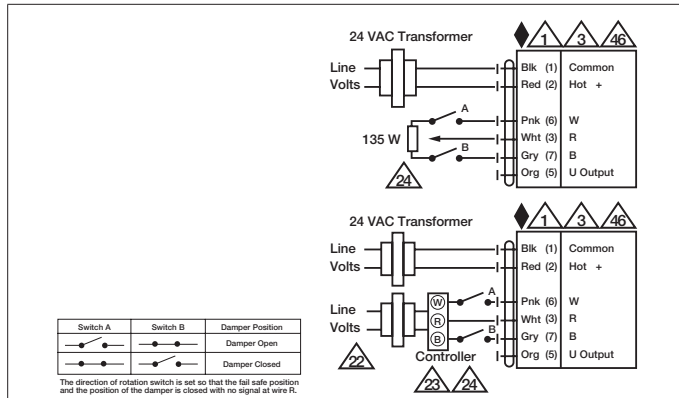 24 VAC Transformer
1 3 46
Line
Volts
Blk (1) Common
Red (2) Hot +
A
Pnk (6) W
135 W
Wht (3) R
B
Gry (7) B
Org (5) U Output
24
24 VAC Transformer
1 3 46
Line
Volts
Blk (1) Common
Red (2) Hot +
A
Line
Volts
W
Pnk (6) W
R
Wht (3) R
B
B
Gry (7) B
Org (5) U Output
22
Controller
23 24
Switch A Switch B Damper Position
Damper Open
Damper Closed
The direction of rotation switch is set so that the fail safe position
and the position of the damper is closed with no signal at wire R.